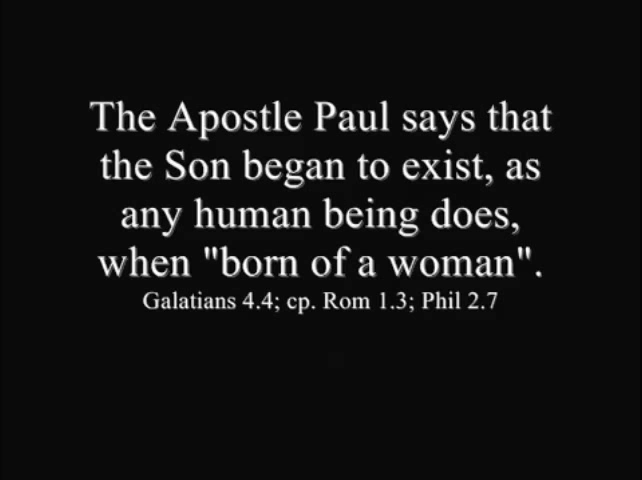 The Apostle Paul says that
the Son began to exist, as
any human being does,
when "born of a woman".
Galatians 4.4; cp. Rom 1.3; Phil 2.7